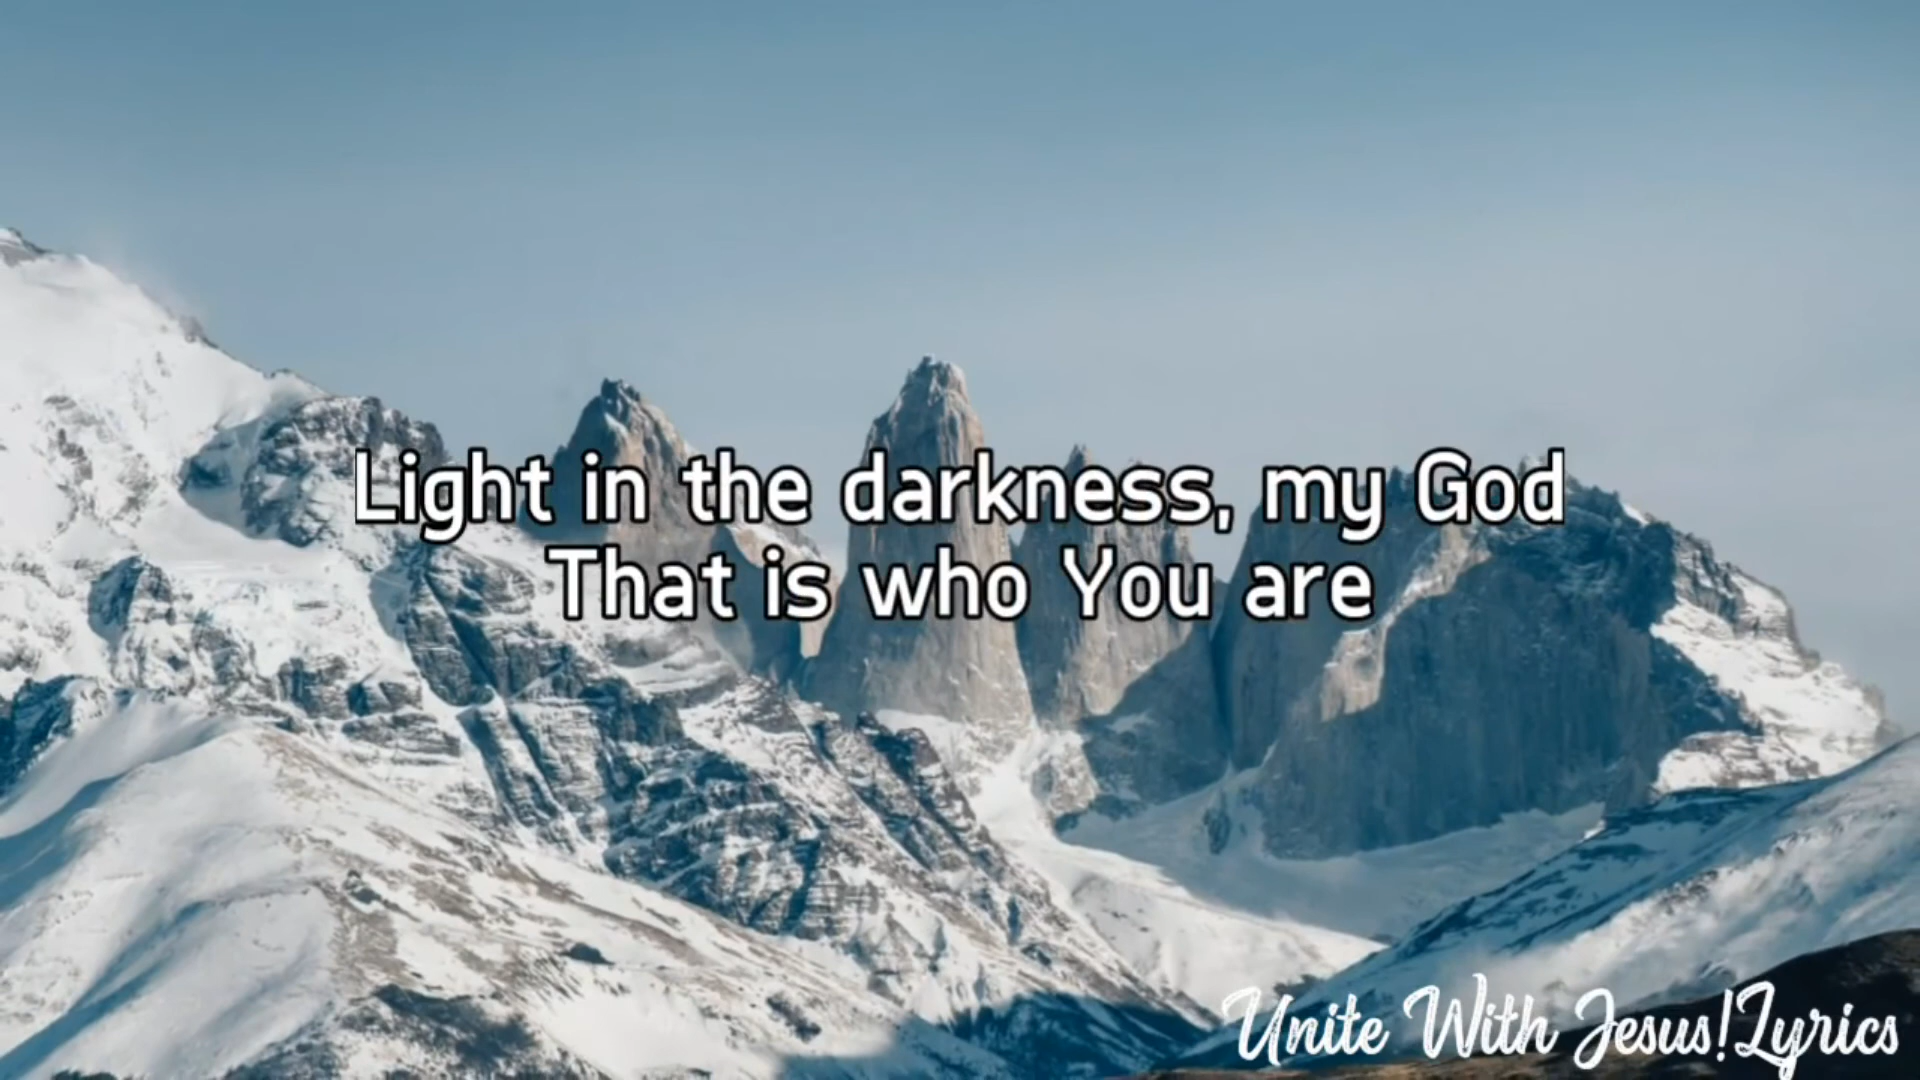 Light in the darkness, my God
That is who You are
Unite With Jesus!Lyrics